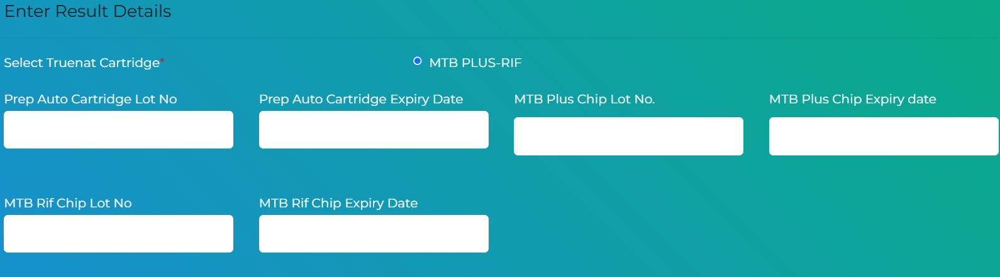 Enter Result Details
Select Truenat Cartridge* MTB PLUS-RIF
Prep Auto Cartridge Lot No Prep Auto Cartridge Expiry Date MTB Plus Chip Lot No. MTB Plus Chip Expiry date
MTB Rif Chip Lot No MTB Rif Chip Expiry Date